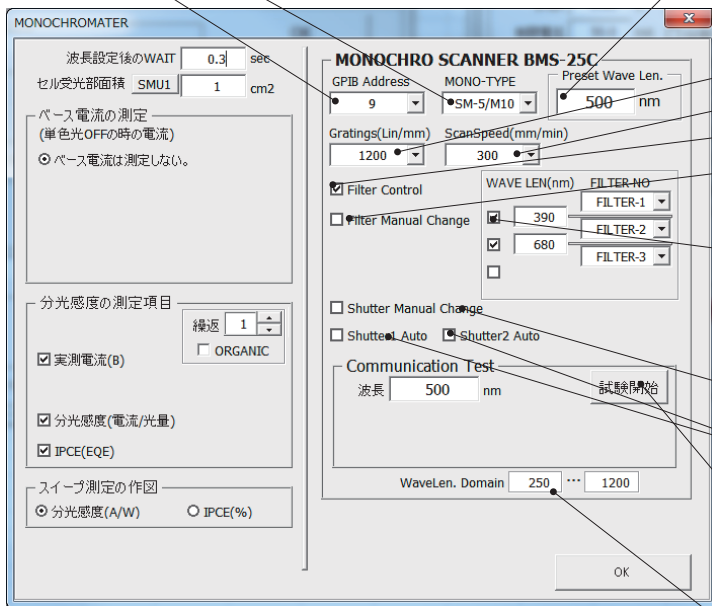 MONOCHROMATER
波長設定後のWAIT 0.3 sec
セル受光部面積 SMU1 1 cm2
ベース電流の測定
(単色光OFFの時の電流)
ベース電流は測定しない。
分光感度の測定項目
繰返 1
ORGANIC
実測電流(B)
分光感度(電流/光量)
IPCE(EQE)
スイープ測定の作図
分光感度(A/W) IPCE(%)
MONOCHRO SCANNER BMS-25C
GPIB Address MONO-TYPE Preset Wave Len.
9 SM-5/M10 500 nm
Gratings(Lin/mm) ScanSpeed(mm/min)
1200 300
Filter Control
Filter Manual Change
WAVE LEN(nm) FILTER-NO
FILTER-1
390
FILTER-2
680
FILTER-3
Shutter Manual Change
Shutter1 Auto Shutter2 Auto
Communication Test
波長 500 nm 試験開始
WaveLen. Domain 250 ... 1200
OK